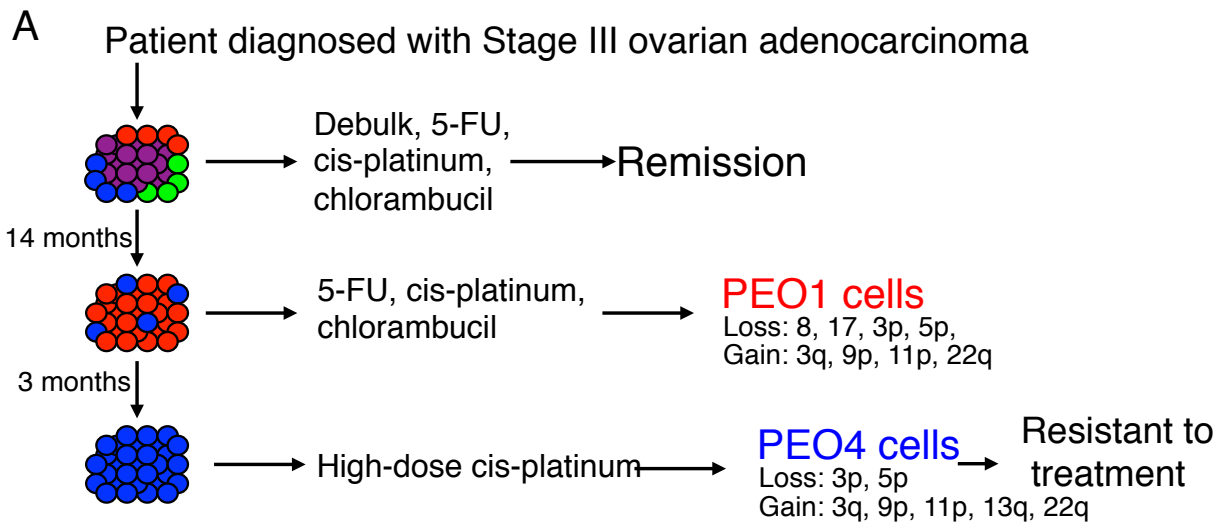 A
Patient diagnosed with Stage III ovarian adenocarcinoma
Debulk, 5-FU,
cis-platinum,
chlorambucil
Remission
14 months
5-FU, cis-platinum,
chlorambucil
PEO1 cells
Loss: 8, 17, 3p, 5p,
Gain: 3q, 9p, 11p, 22q
3 months
High-dose cis-platinum
PEO4 cells
Loss: 3p, 5p
Gain: 3q, 9p, 11p, 13q, 22q
Resistant to
treatment